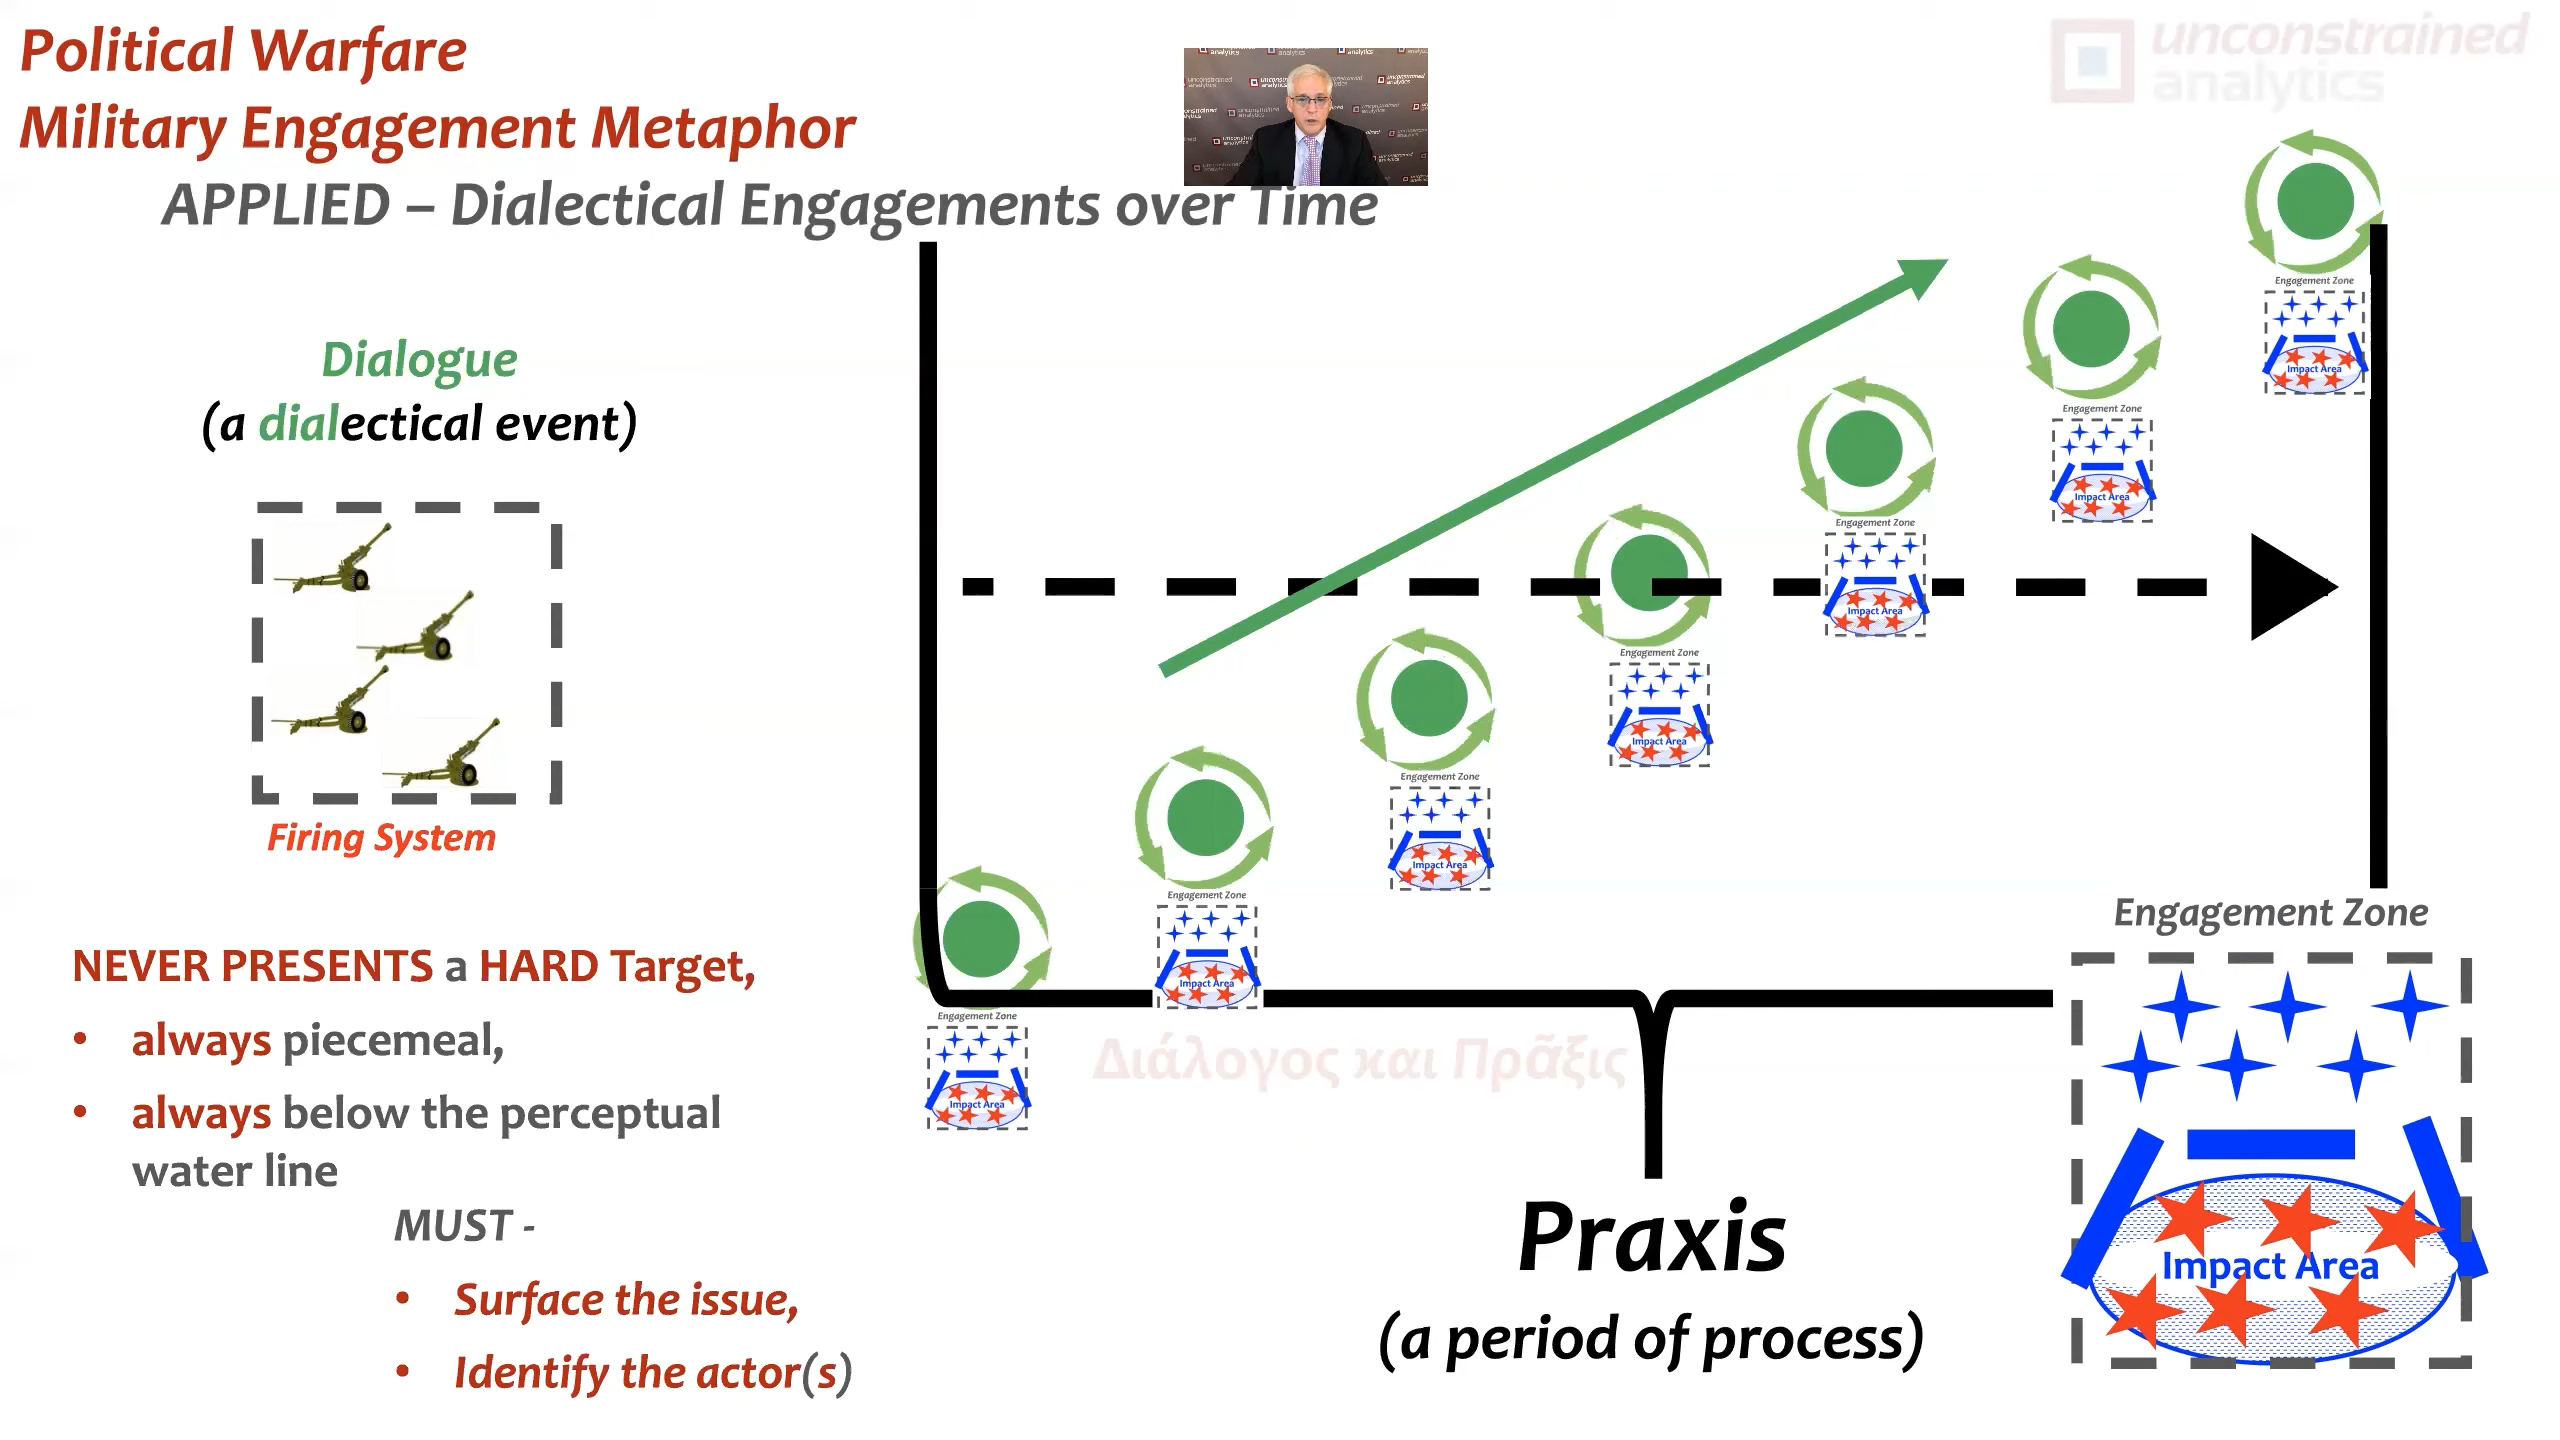 Political Warfare
Military Engagement Metaphor
APPLIED – Dialectical Engagements over Time
unconstrained
analytics
Dialogue
(a dialectical event)
Firing System
NEVER PRESENTS a HARD Target,
• always piecemeal,
• always below the perceptual
water line
MUST -
• Surface the issue,
• Identify the actor(s)
Engagement Zone
Impact Area
Engagement Zone
Impact Area
Engagement Zone
Impact Area
Engagement Zone
Impact Area
Engagement Zone
Impact Area
Engagement Zone
Impact Area
Engagement Zone
Impact Area
Διάλογος και Πρᾶξις
Praxis
(a period of process)
Engagement Zone
Impact Area